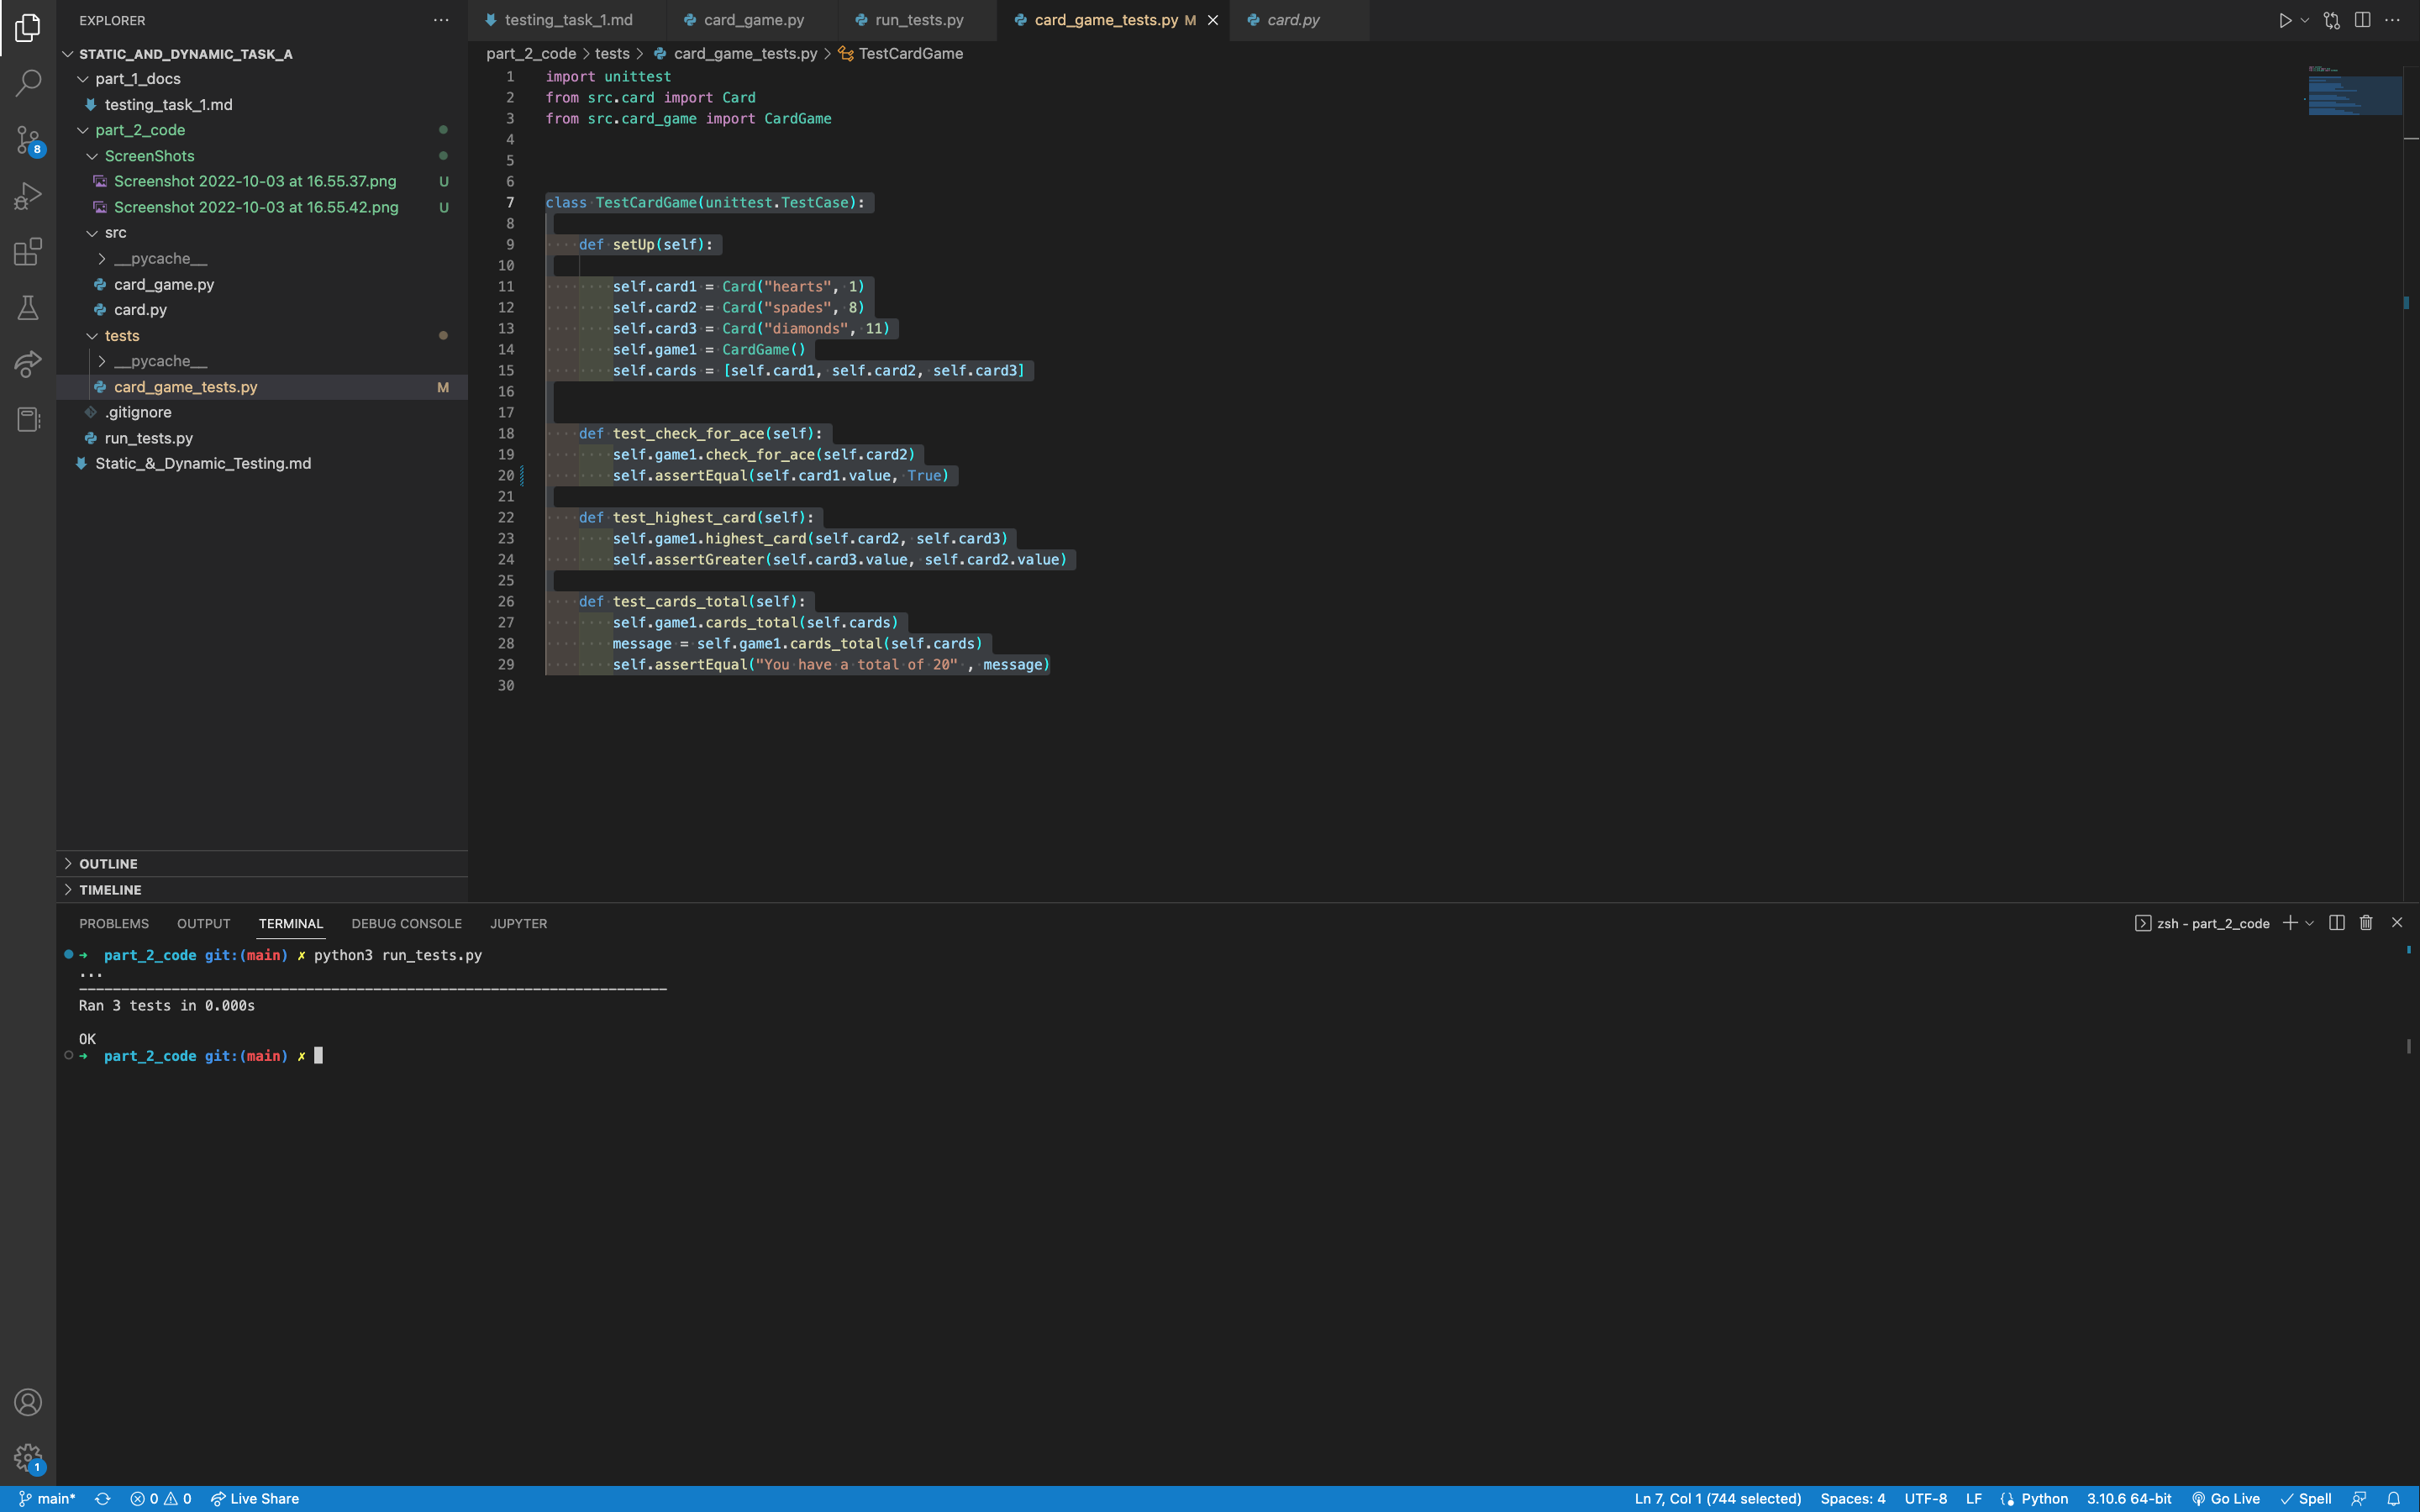 EXPLORER
STATIC_AND_DYNAMIC_TASK_A
part_1_docs
testing_task_1.md
part_2_code
ScreenShots
Screenshot 2022-10-03 at 16.55.37.png U
Screenshot 2022-10-03 at 16.55.42.png U
src
__pycache__
card_game.py
card.py
tests
__pycache__
card_game_tests.py M
.gitignore
run_tests.py
Static_&_Dynamic_Testing.md
OUTLINE
TIMELINE
8
1
testing_task_1.md card_game.py run_tests.py card_game_tests.py M card.py
part_2_code > tests > card_game_tests.py > TestCardGame
1 import unittest
2 from src.card import Card
3 from src.card_game import CardGame
4
5
6
7 class TestCardGame(unittest.TestCase):
8
9 def setUp(self):
10
11 self.card1 = Card("hearts", 1)
12 self.card2 = Card("spades", 8)
13 self.card3 = Card("diamonds", 11)
14 self.game1 = CardGame()
15 self.cards = [self.card1, self.card2, self.card3]
16
17
18 def test_check_for_ace(self):
19 self.game1.check_for_ace(self.card2)
20 self.assertEqual(self.card1.value, True)
21
22 def test_highest_card(self):
23 self.game1.highest_card(self.card2, self.card3)
24 self.assertGreater(self.card3.value, self.card2.value)
25
26 def test_cards_total(self):
27 self.game1.cards_total(self.cards)
28 message = self.game1.cards_total(self.cards)
29 self.assertEqual("You have a total of 20" , message)
30
PROBLEMS OUTPUT TERMINAL DEBUG CONSOLE JUPYTER
zsh - part_2_code
➜ part_2_code git:(main) ✗ python3 run_tests.py
...
----------------------------------------------------------------------
Ran 3 tests in 0.000s
OK
➜ part_2_code git:(main) ✗
main* 0 0 Live Share
Ln 7, Col 1 (744 selected) Spaces: 4 UTF-8 LF Python 3.10.6 64-bit Go Live Spell